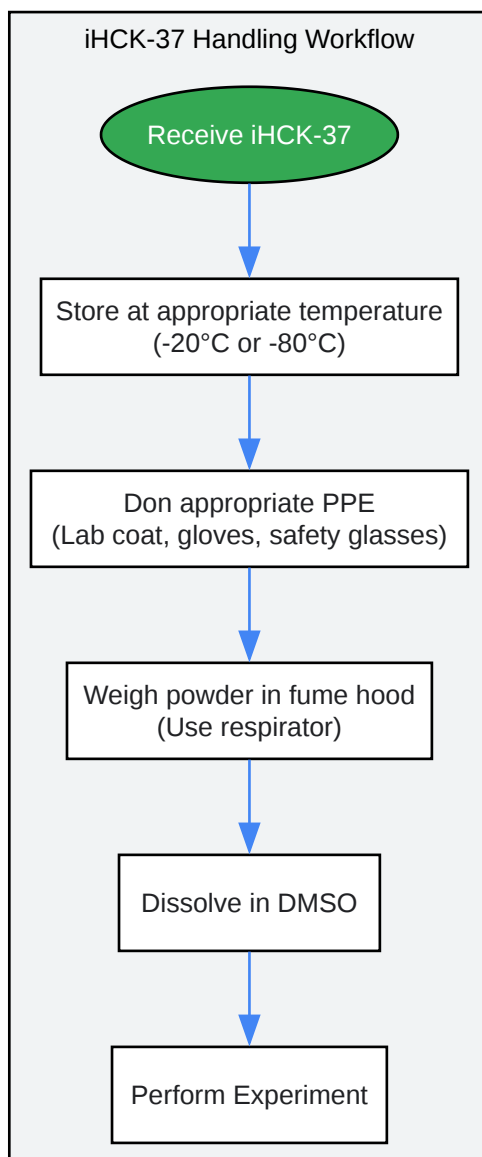 iHCK-37 Handling Workflow
Receive iHCK-37
Store at appropriate temperature
(-20°C or -80°C)
Don appropriate PPE
(Lab coat, gloves, safety glasses)
Weigh powder in fume hood
(Use respirator)
Dissolve in DMSO
Perform Experiment